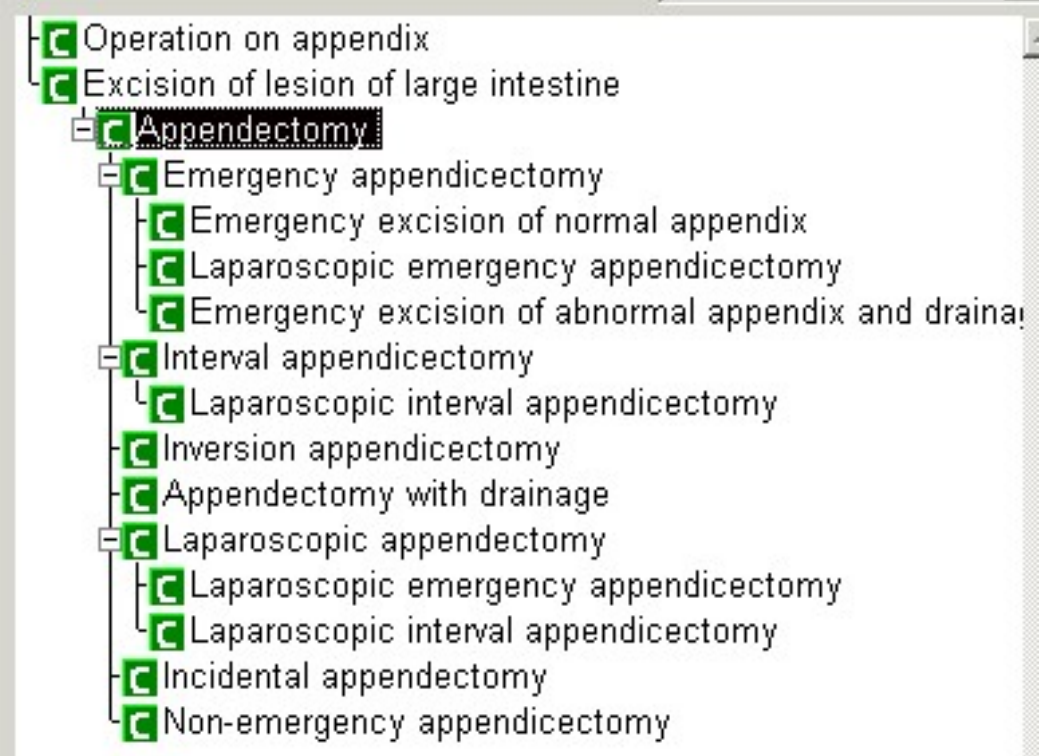 Operation on appendix
Excision of lesion of large intestine
Appendectomy
Emergency appendicectomy
Emergency excision of normal appendix
Laparoscopic emergency appendicectomy
Emergency excision of abnormal appendix and
Interval appendicectomy
Laparoscopic interval appendicectomy
Inversion appendicectomy
Appendectomy with drainage
Laparoscopic appendectomy
Laparoscopic emergency appendicectomy
Laparoscopic interval appendicectomy
Incidental appendectomy
Non-emergency appendicectomy